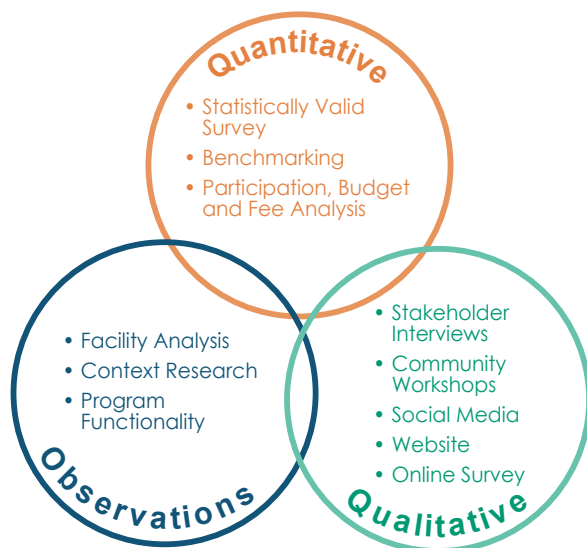 Quantitative
• Statistically Valid
Survey
• Benchmarking
• Participation, Budget
and Fee Analysis
• Facility Analysis
• Context Research
• Program
Functionality
Observations
• Stakeholder
Interviews
• Community
Workshops
• Social Media
• Website
• Online Survey
Qualitative